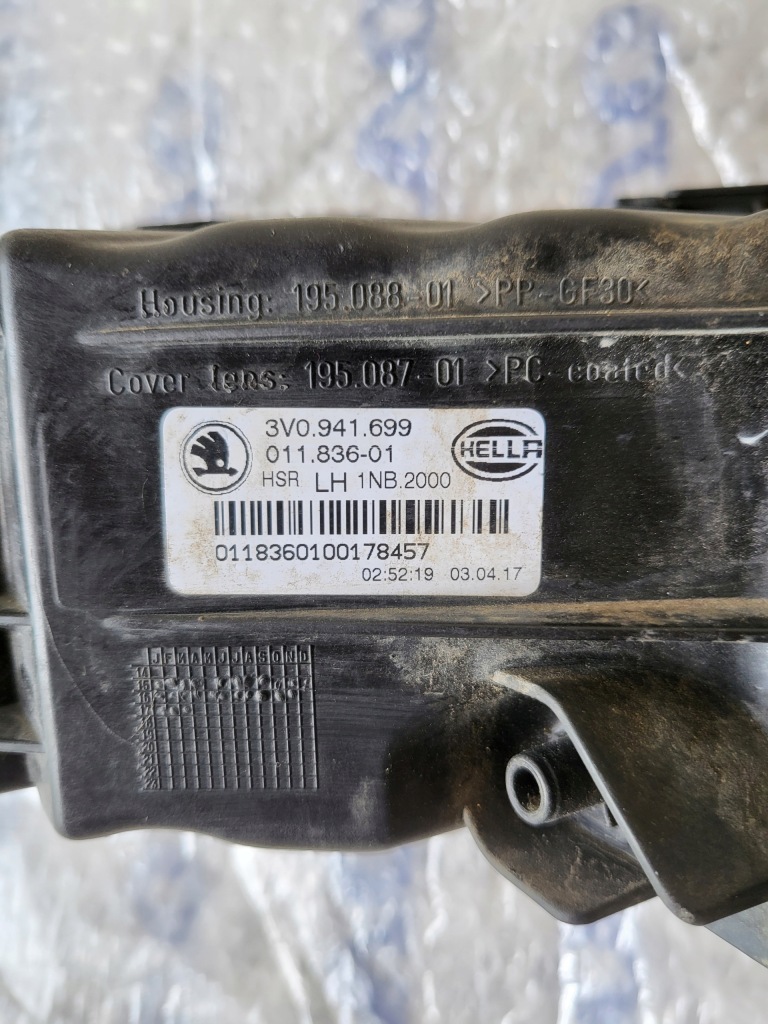 Housing: 195.088-01 >PP-GF30<
Cover lens: 195.087-01 >PC coated<
3V0.941.699
011.836-01
HELLA
HSR LH 1NB.2000
0118360100178457
02:52:19 03.04.17
J F M A M J J A S O N D
14